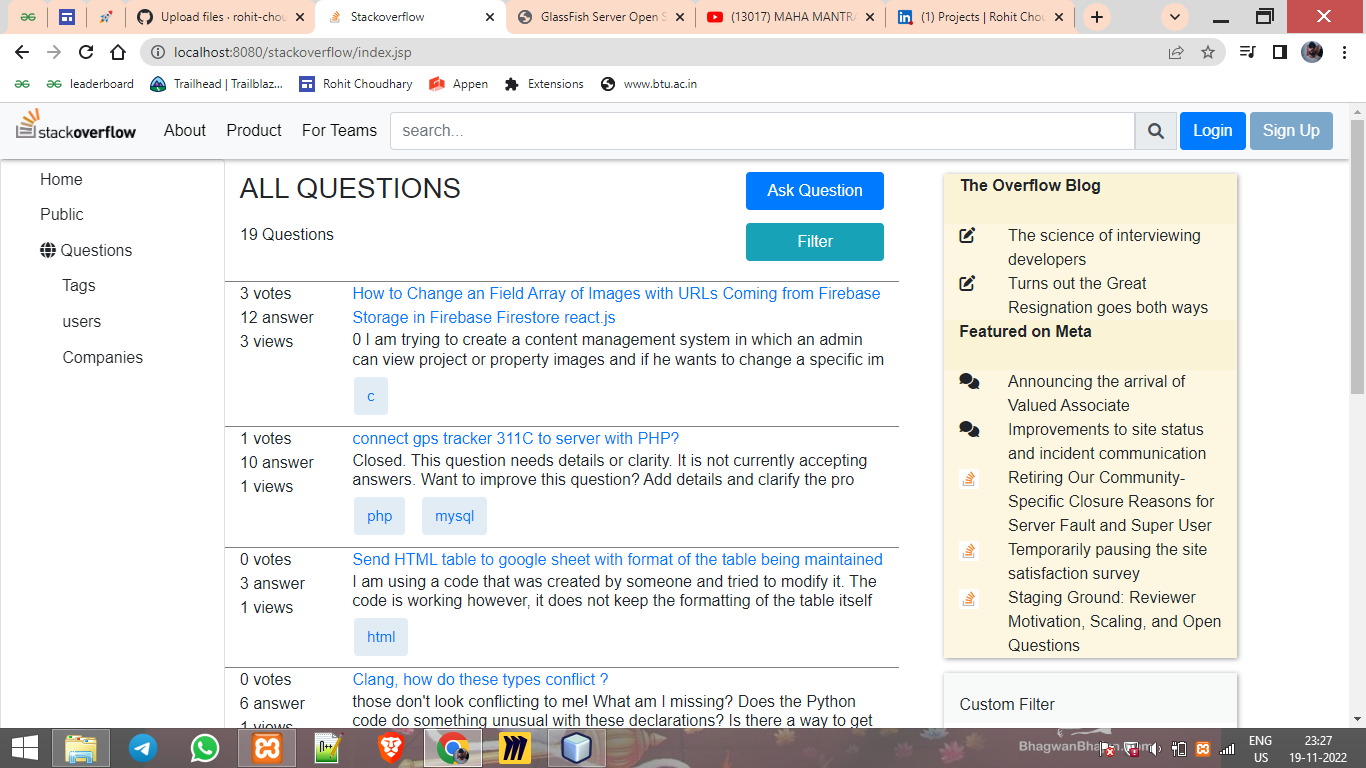 Upload files · rohit-chou
Stackoverflow
GlassFish Server Open S
(13017) MAHA MANTRA
(1) Projects | Rohit Chou
localhost:8080/stackoverflow/index.jsp
leaderboard
Trailhead | Trailblaz...
Rohit Choudhary
Appen
Extensions
www.btu.ac.in
stackoverflow
About
Product
For Teams
search...
Login
Sign Up
Home
Public
Questions
Tags
users
Companies
ALL QUESTIONS
Ask Question
19 Questions
Filter
3 votes
12 answer
3 views
How to Change an Field Array of Images with URLs Coming from Firebase
Storage in Firebase Firestore react.js
0 I am trying to create a content management system in which an admin
can view project or property images and if he wants to change a specific im
c
1 votes
10 answer
1 views
connect gps tracker 311C to server with PHP?
Closed. This question needs details or clarity. It is not currently accepting
answers. Want to improve this question? Add details and clarify the pro
php
mysql
0 votes
3 answer
1 views
Send HTML table to google sheet with format of the table being maintained
I am using a code that was created by someone and tried to modify it. The
code is working however, it does not keep the formatting of the table itself
html
0 votes
6 answer
1 views
Clang, how do these types conflict ?
those don't look conflicting to me! What am I missing? Does the Python
code do something unusual with these declarations? Is there a way to get
The Overflow Blog
The science of interviewing
developers
Turns out the Great
Resignation goes both ways
Featured on Meta
Announcing the arrival of
Valued Associate
Improvements to site status
and incident communication
Retiring Our Community-
Specific Closure Reasons for
Server Fault and Super User
Temporarily pausing the site
satisfaction survey
Staging Ground: Reviewer
Motivation, Scaling, and Open
Questions
Custom Filter
ENG
US
23:27
19-11-2022